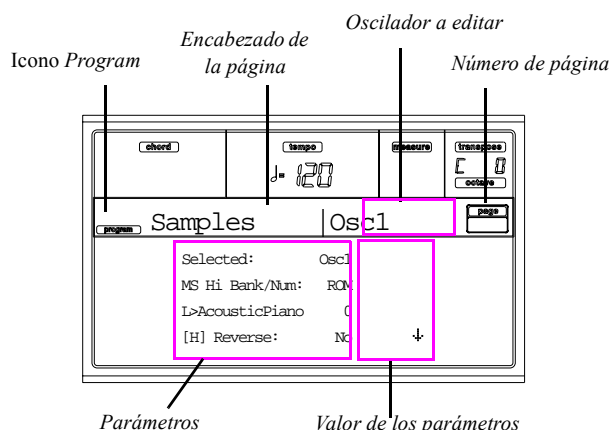 Oscilador a editar
Encabezado de
la página
Icono Program
Número de página
chord
tempo
measure
transpose
♩= 120
C 0
octave
program
Samples
Osc1
page
Selected: Osc1
MS Hi Bank/Num: ROM
L>AcousticPiano 0
[H] Reverse: No
Parámetros
Valor de los parámetros